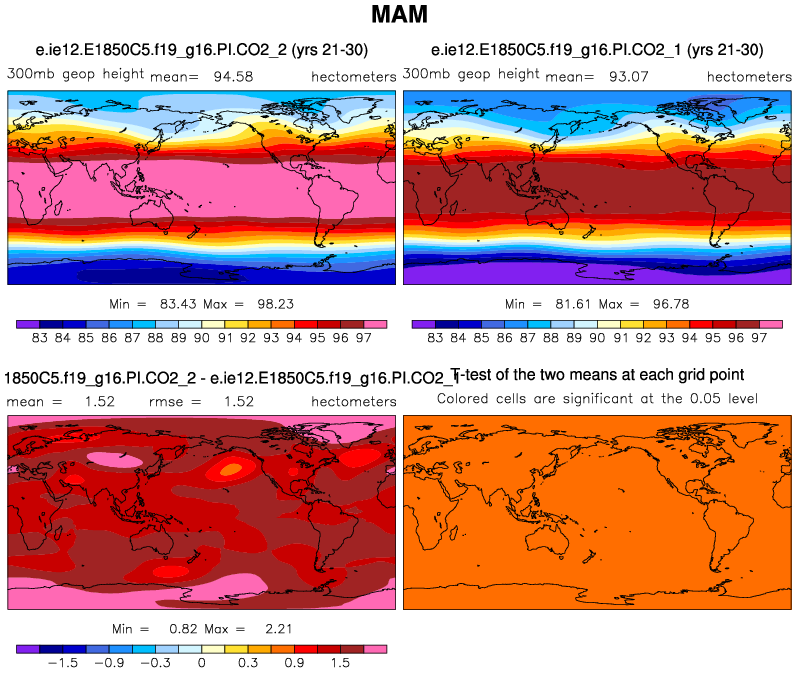 MAM
e.ie12.E1850C5.f19_g16.PI.CO2_2 (yrs 21-30)
300mb geop height mean= 94.58 hectometers
Min = 83.43 Max = 98.23
83 84 85 86 87 88 89 90 91 92 93 94 95 96 97
e.ie12.E1850C5.f19_g16.PI.CO2_1 (yrs 21-30)
300mb geop height mean= 93.07 hectometers
Min = 81.61 Max = 96.78
83 84 85 86 87 88 89 90 91 92 93 94 95 96 97
1850C5.f19_g16.PI.CO2_2 - e.ie12.E1850C5.f19_g16.PI.CO2_1
mean = 1.52 rmse = 1.52 hectometers
Min = 0.82 Max = 2.21
-1.5 -0.9 -0.3 0 0.3 0.9 1.5
T-test of the two means at each grid point
Colored cells are significant at the 0.05 level